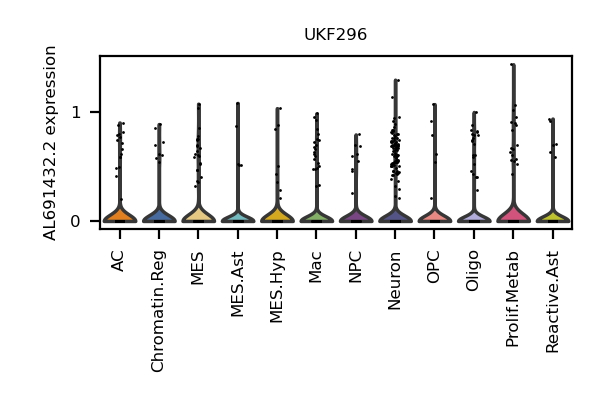 UKF296
AL691432.2 expression
1
0
AC
Chromatin.Reg
MES
MES.Ast
MES.Hyp
Mac
NPC
Neuron
OPC
Oligo
Prolif.Metab
Reactive.Ast